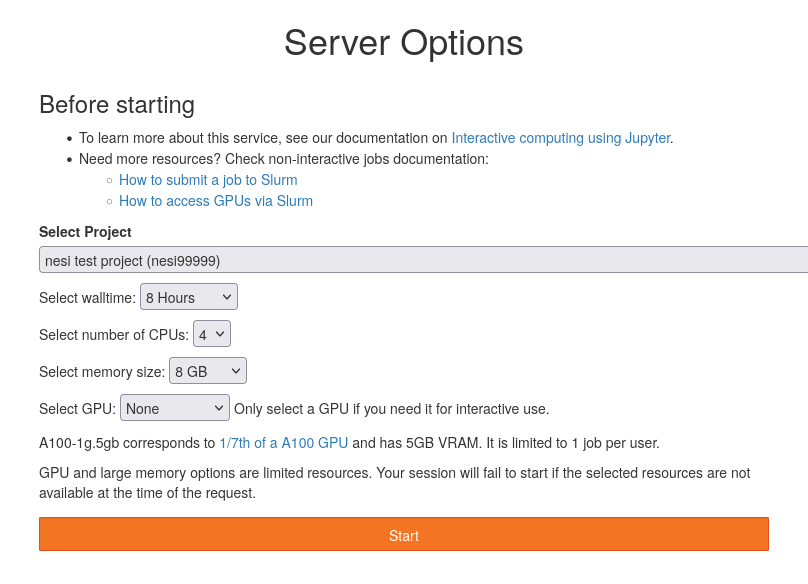 Server Options
Before starting
To learn more about this service, see our documentation on Interactive computing using Jupyter.
Need more resources? Check non-interactive jobs documentation:
How to submit a job to Slurm
How to access GPUs via Slurm
Select Project
nesi test project (nesi99999)
Select walltime: 8 Hours
Select number of CPUs: 4
Select memory size: 8 GB
Select GPU: None Only select a GPU if you need it for interactive use.
A100-1g.5gb corresponds to 1/7th of a A100 GPU and has 5GB VRAM. It is limited to 1 job per user.
GPU and large memory options are limited resources. Your session will fail to start if the selected resources are not
available at the time of the request.
Start